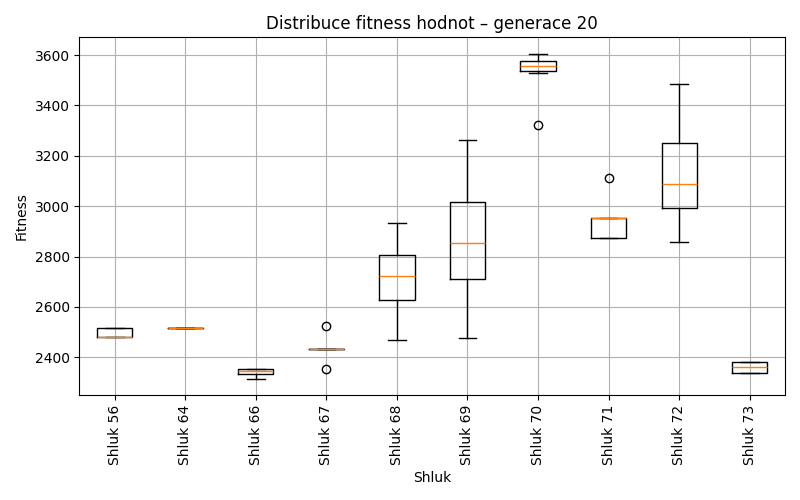 Distribuce fitness hodnot – generace 20
Fitness
3600
3400
3200
3000
2800
2600
2400
Shluk 56
Shluk 64
Shluk 66
Shluk 67
Shluk 68
Shluk 69
Shluk 70
Shluk 71
Shluk 72
Shluk 73
Shluk